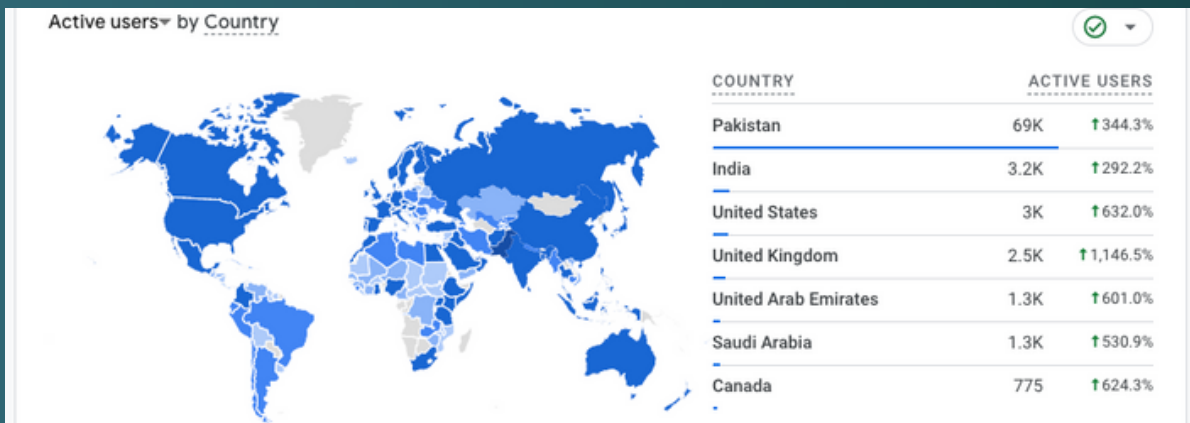 Active users by Country
COUNTRY ACTIVE USERS
Pakistan 69K ↑344.3%
India 3.2K ↑292.2%
United States 3K ↑632.0%
United Kingdom 2.5K ↑1,146.5%
United Arab Emirates 1.3K ↑601.0%
Saudi Arabia 1.3K ↑530.9%
Canada 775 ↑624.3%